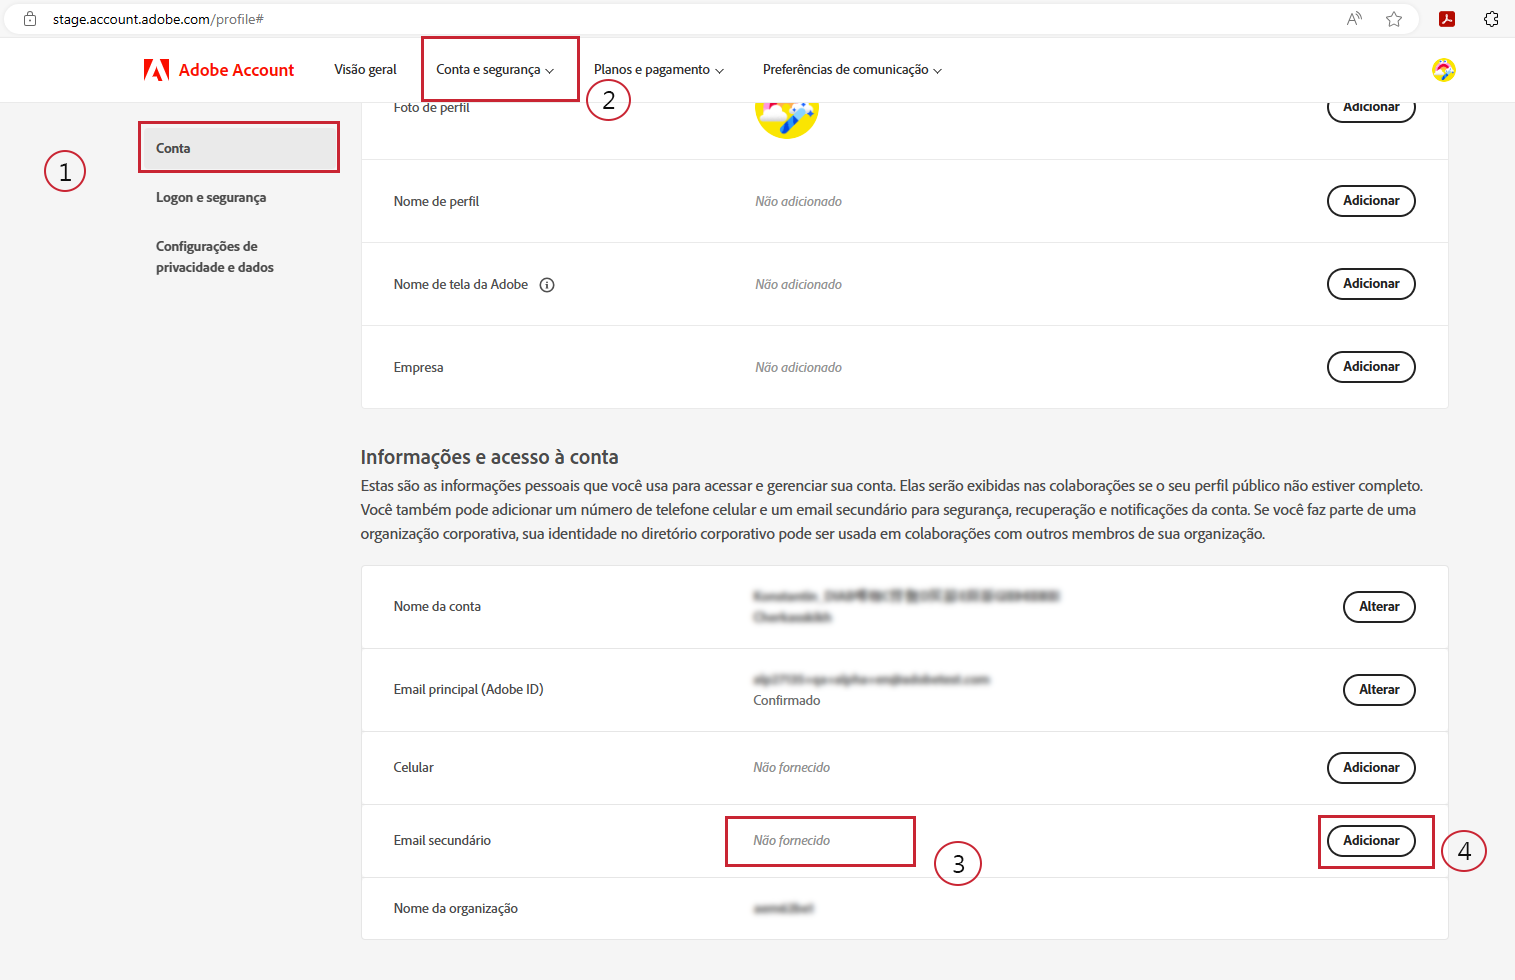 stage.account.adobe.com/profile#
Adobe Account
Visão geral
Conta e segurança
Planos e pagamento
Preferências de comunicação
2
1
Conta
Logon e segurança
Configurações de
privacidade e dados
Foto de perfil
Adicionar
Nome de perfil
Não adicionado
Adicionar
Nome de tela da Adobe
Não adicionado
Adicionar
Empresa
Não adicionado
Adicionar
Informações e acesso à conta
Estas são as informações pessoais que você usa para acessar e gerenciar sua conta. Elas serão exibidas nas colaborações se o seu perfil público não estiver completo.
Você também pode adicionar um número de telefone celular e um email secundário para segurança, recuperação e notificações da conta. Se você faz parte de uma
organização corporativa, sua identidade no diretório corporativo pode ser usada em colaborações com outros membros de sua organização.
Nome da conta
Alterar
Email principal (Adobe ID)
Confirmado
Alterar
Celular
Não fornecido
Adicionar
Email secundário
Não fornecido
3
Adicionar
4
Nome da organização